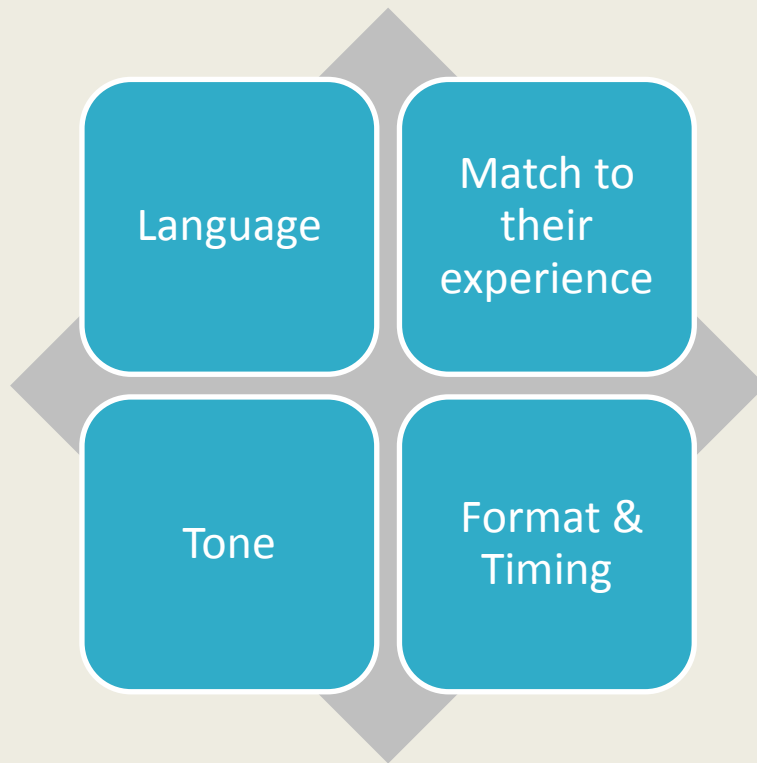 Language
Match to
their
experience
Tone
Format &
Timing